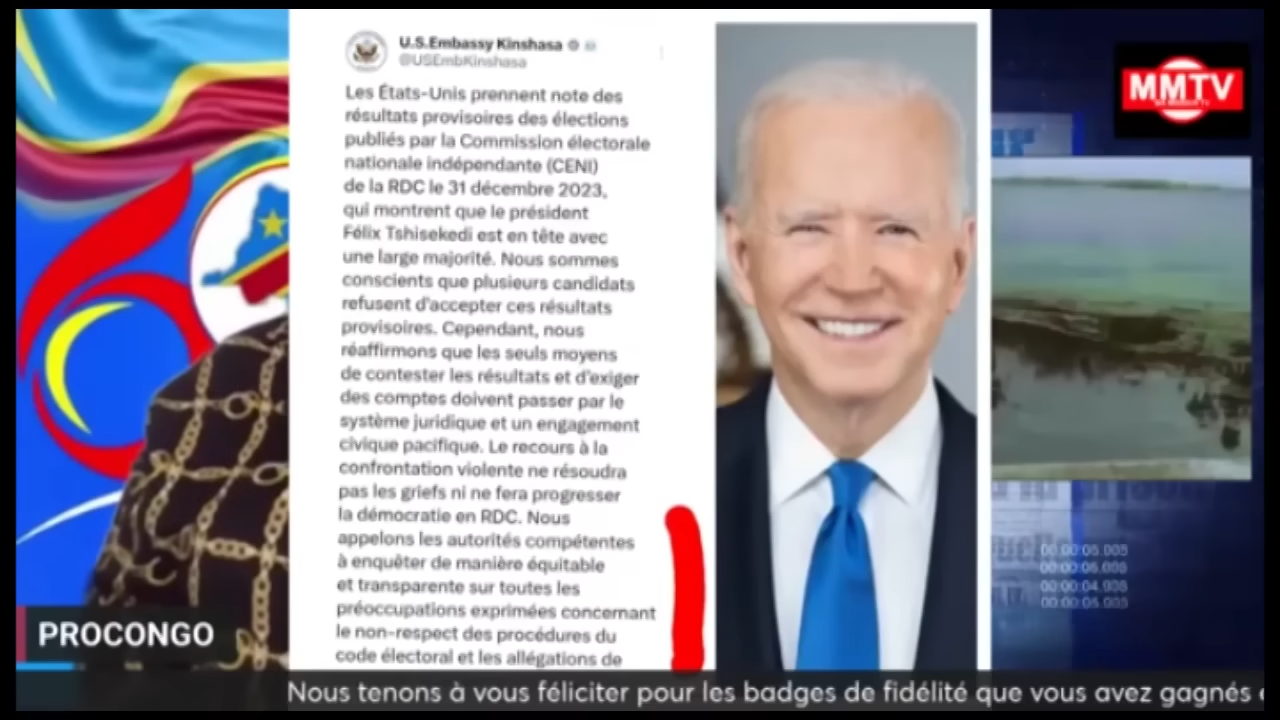 U.S.Embassy Kinshasa
@USEmbKinshasa
Les États-Unis prennent note des
résultats provisoires des élections
publiés par la Commission électorale
nationale indépendante (CENI)
de la RDC le 31 décembre 2023,
qui montrent que le président
Félix Tshisekedi est en tête avec
une large majorité. Nous sommes
conscients que plusieurs candidats
refusent d'accepter ces résultats
provisoires. Cependant, nous
réaffirmons que les seuls moyens
de contester les résultats et d'exiger
des comptes doivent passer par le
système juridique et un engagement
civique pacifique. Le recours à la
confrontation violente ne résoudra
pas les griefs ni ne fera progresser
la démocratie en RDC. Nous
appelons les autorités compétentes
à enquêter de manière équitable
et transparente sur toutes les
préoccupations exprimées concernant
le non-respect des procédures du
code électoral et les allégations de
MMTV
00:00:05.005
00:00:05.005
00:00:04.005
00:00:05.005
PROCONGO
Nous tenons à vous féliciter pour les badges de fidélité que vous avez gagnés